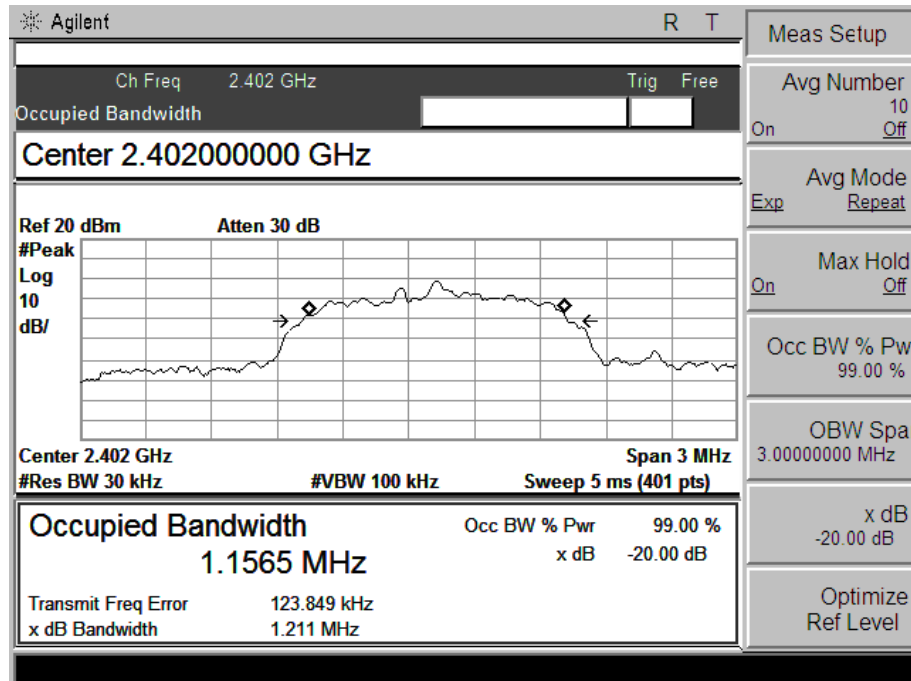 Agilent R T
Ch Freq 2.402 GHz Trig Free
Occupied Bandwidth
Center 2.402000000 GHz
Ref 20 dBm Atten 30 dB
#Peak
Log
10
dB/
Center 2.402 GHz Span 3 MHz
#Res BW 30 kHz #VBW 100 kHz Sweep 5 ms (401 pts)
Occupied Bandwidth Occ BW % Pwr 99.00 %
1.1565 MHz x dB -20.00 dB
Transmit Freq Error 123.849 kHz
x dB Bandwidth 1.211 MHz
Meas Setup
Avg Number
10
On Off
Avg Mode
Exp Repeat
Max Hold
On Off
Occ BW % Pw
99.00 %
OBW Spa
3.00000000 MHz
x dB
-20.00 dB
Optimize
Ref Level